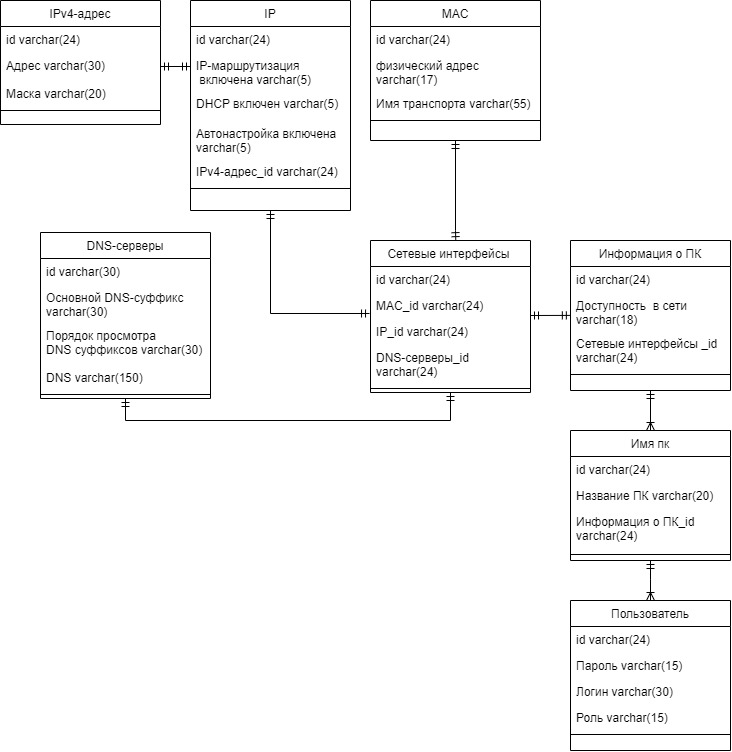 IPv4-адрес
id varchar(24)
Адрес varchar(30)
Маска varchar(20)
IP
id varchar(24)
IP-маршрутизация
включена varchar(5)
DHCP включен varchar(5)
Автонастройка включена
varchar(5)
IPv4-адрес_id varchar(24)
MAC
id varchar(24)
физический адрес
varchar(17)
Имя транспорта varchar(55)
DNS-серверы
id varchar(30)
Основной DNS-суффикс
varchar(30)
Порядок просмотра
DNS суффиксов varchar(30)
DNS varchar(150)
Сетевые интерфейсы
id varchar(24)
MAC_id varchar(24)
IP_id varchar(24)
DNS-серверы_id
varchar(24)
Информация о ПК
id varchar(24)
Доступность в сети
varchar(18)
Сетевые интерфейсы _id
varchar(24)
Имя пк
id varchar(24)
Название ПК varchar(20)
Информация о ПК_id
varchar(24)
Пользователь
id varchar(24)
Пароль varchar(15)
Логин varchar(30)
Роль varchar(15)